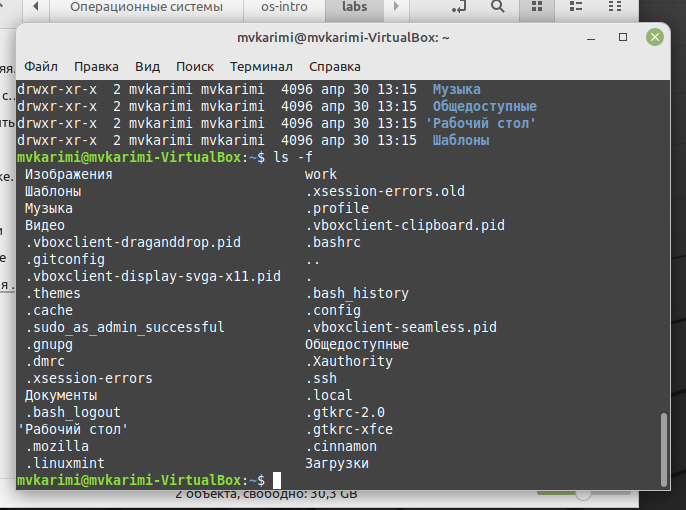 Операционные системы os-intro labs
mvkarimi@mvkarimi-VirtualBox: ~
Файл Правка Вид Поиск Терминал Справка
drwxr-xr-x  2 mvkarimi mvkarimi  4096 апр 30 13:15  Музыка
drwxr-xr-x  2 mvkarimi mvkarimi  4096 апр 30 13:15  Общедоступные
drwxr-xr-x  2 mvkarimi mvkarimi  4096 апр 30 13:15 'Рабочий стол'
drwxr-xr-x  2 mvkarimi mvkarimi  4096 апр 30 13:15  Шаблоны
mvkarimi@mvkarimi-VirtualBox:~$ ls -f
Изображения work
Шаблоны .xsession-errors.old
Музыка .profile
Видео .vboxclient-clipboard.pid
.vboxclient-draganddrop.pid .bashrc
.gitconfig ..
.vboxclient-display-svga-x11.pid .
.themes .bash_history
.cache .config
.sudo_as_admin_successful .vboxclient-seamless.pid
.gnupg Общедоступные
.dmrc .Xauthority
.xsession-errors .ssh
Документы .local
.bash_logout .gtkrc-2.0
'Рабочий стол' .gtkrc-xfce
.mozilla .cinnamon
.linuxmint Загрузки
mvkarimi@mvkarimi-VirtualBox:~$
2 объекта, свободно: 30,3 GB